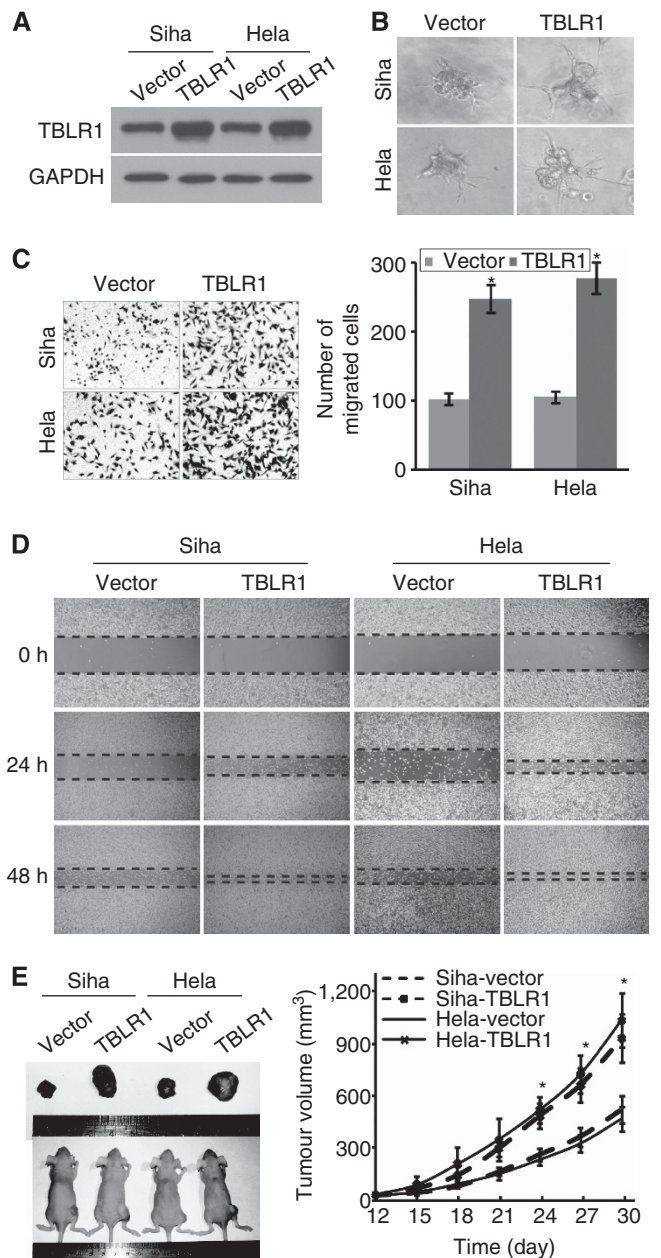 A
Siha Hela
Vector TBLR1 Vector TBLR1
TBLR1
GAPDH
B
Vector TBLR1
Siha
Hela
C
Vector TBLR1
Siha
Hela
Vector TBLR1
Number of
migrated cells
300
200
100
0
* *
Siha Hela
D
Siha Hela
Vector TBLR1 Vector TBLR1
0 h
24 h
48 h
E
Siha Hela
Vector TBLR1 Vector TBLR1
Tumour volume (mm³)
1,200
900
600
300
0
Siha-vector
Siha-TBLR1
Hela-vector
Hela-TBLR1
* * *
12 15 18 21 24 27 30
Time (day)